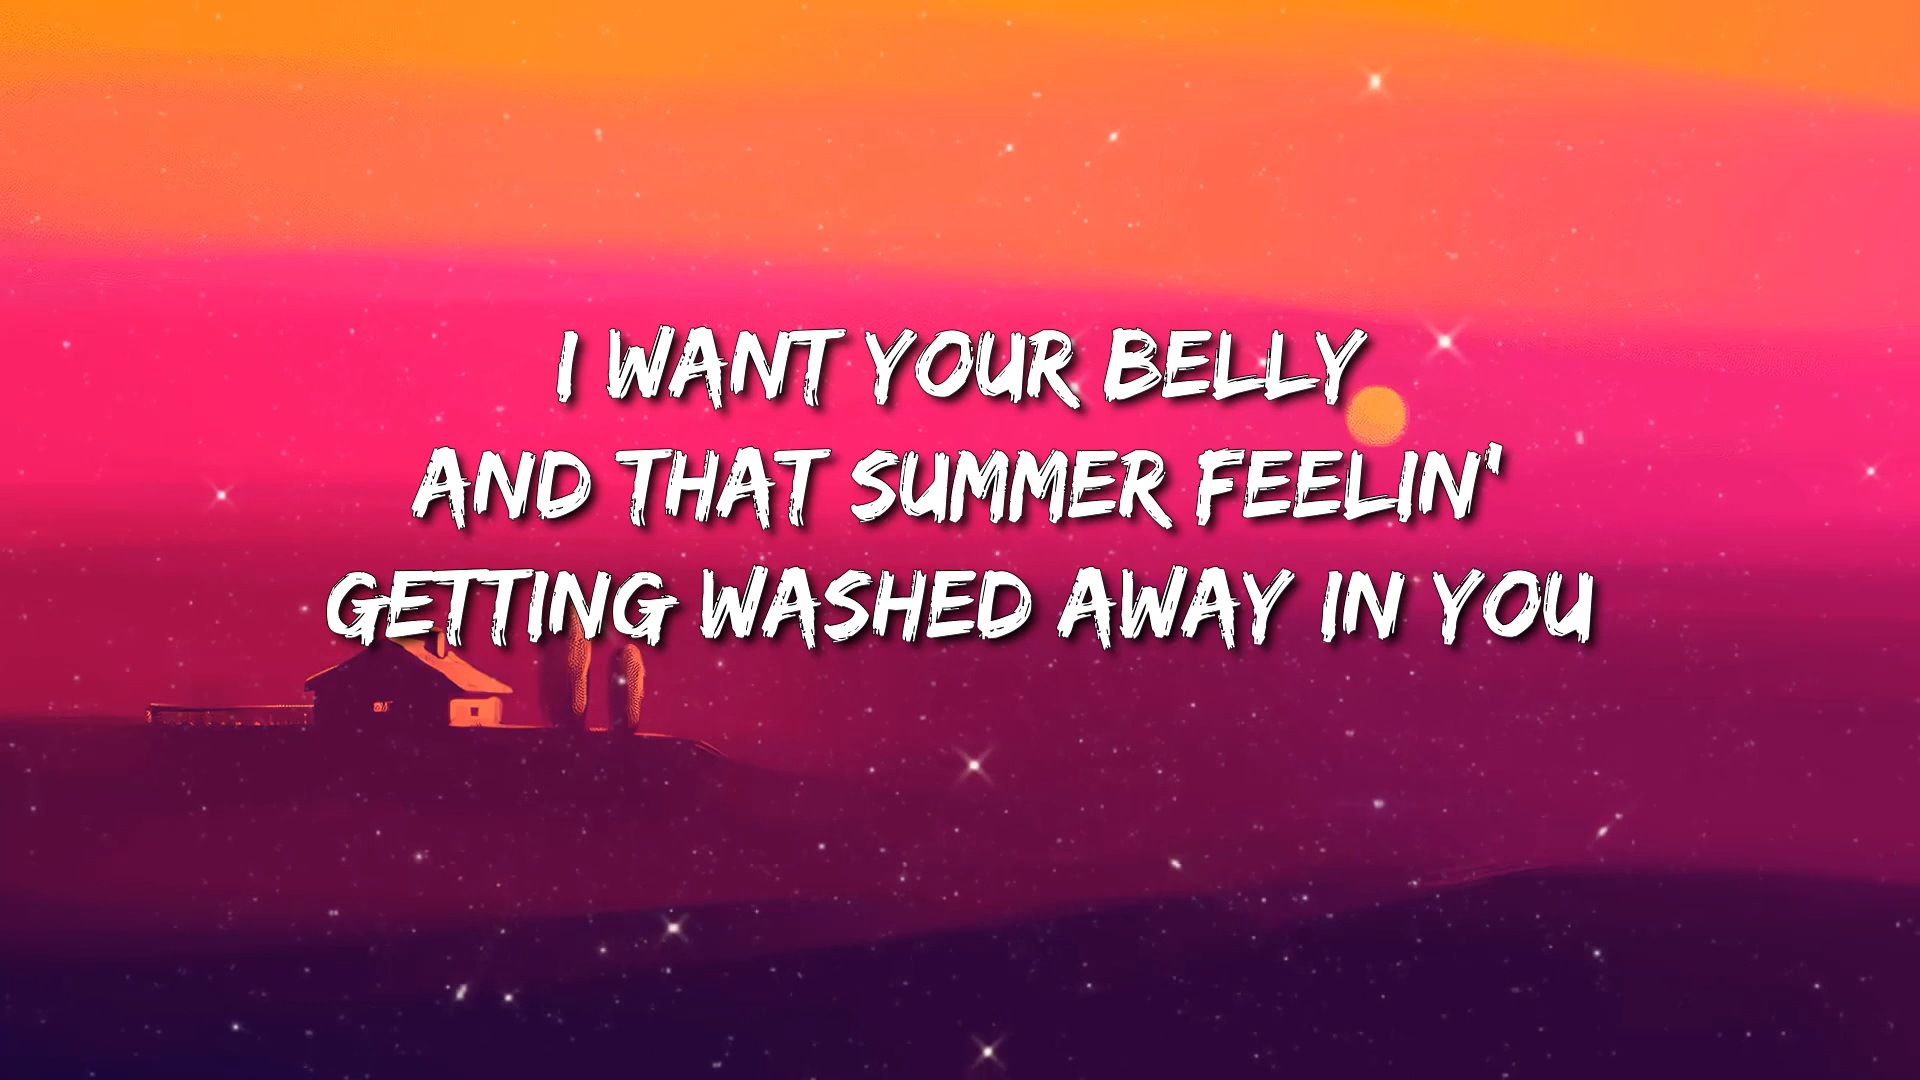 I WANT YOUR BELLY
AND THAT SUMMER FEELIN'
GETTING WASHED AWAY IN YOU